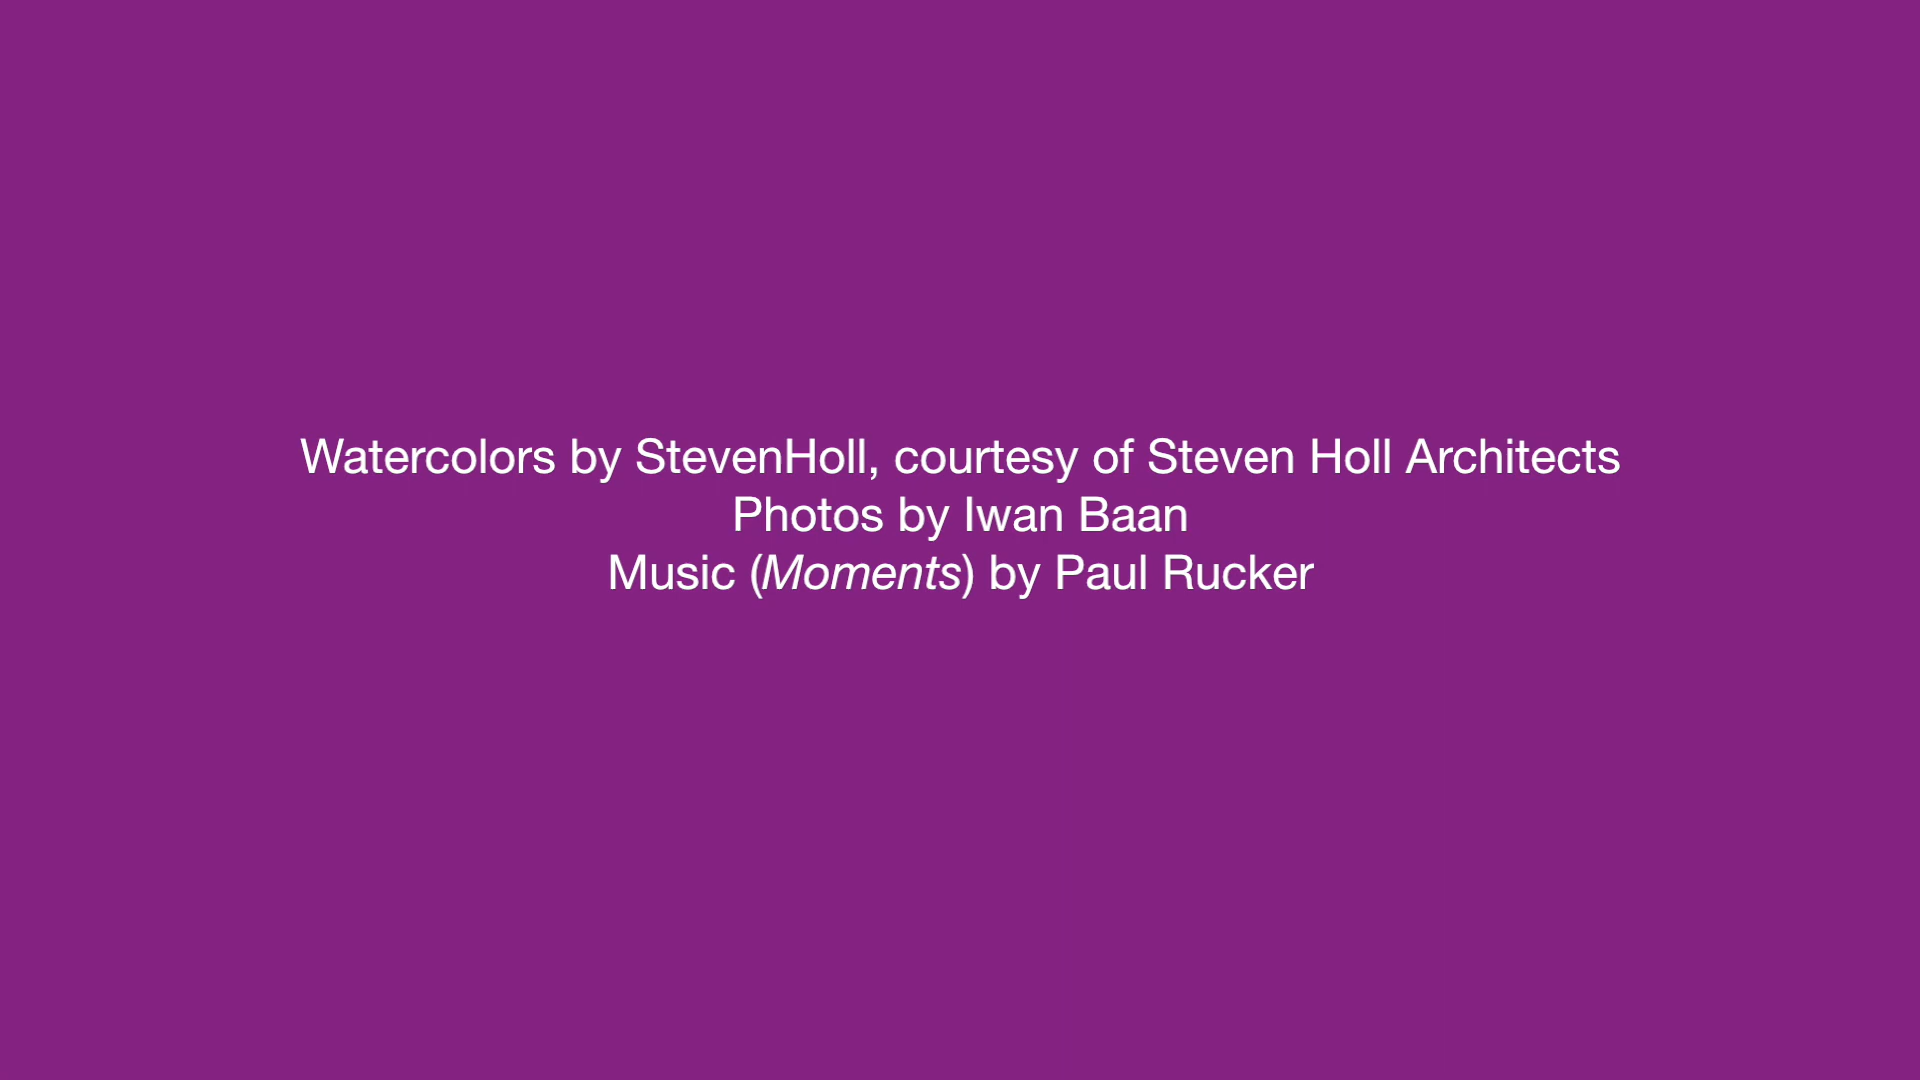 Watercolors by StevenHoll, courtesy of Steven Holl Architects
Photos by Iwan Baan
Music (Moments) by Paul Rucker